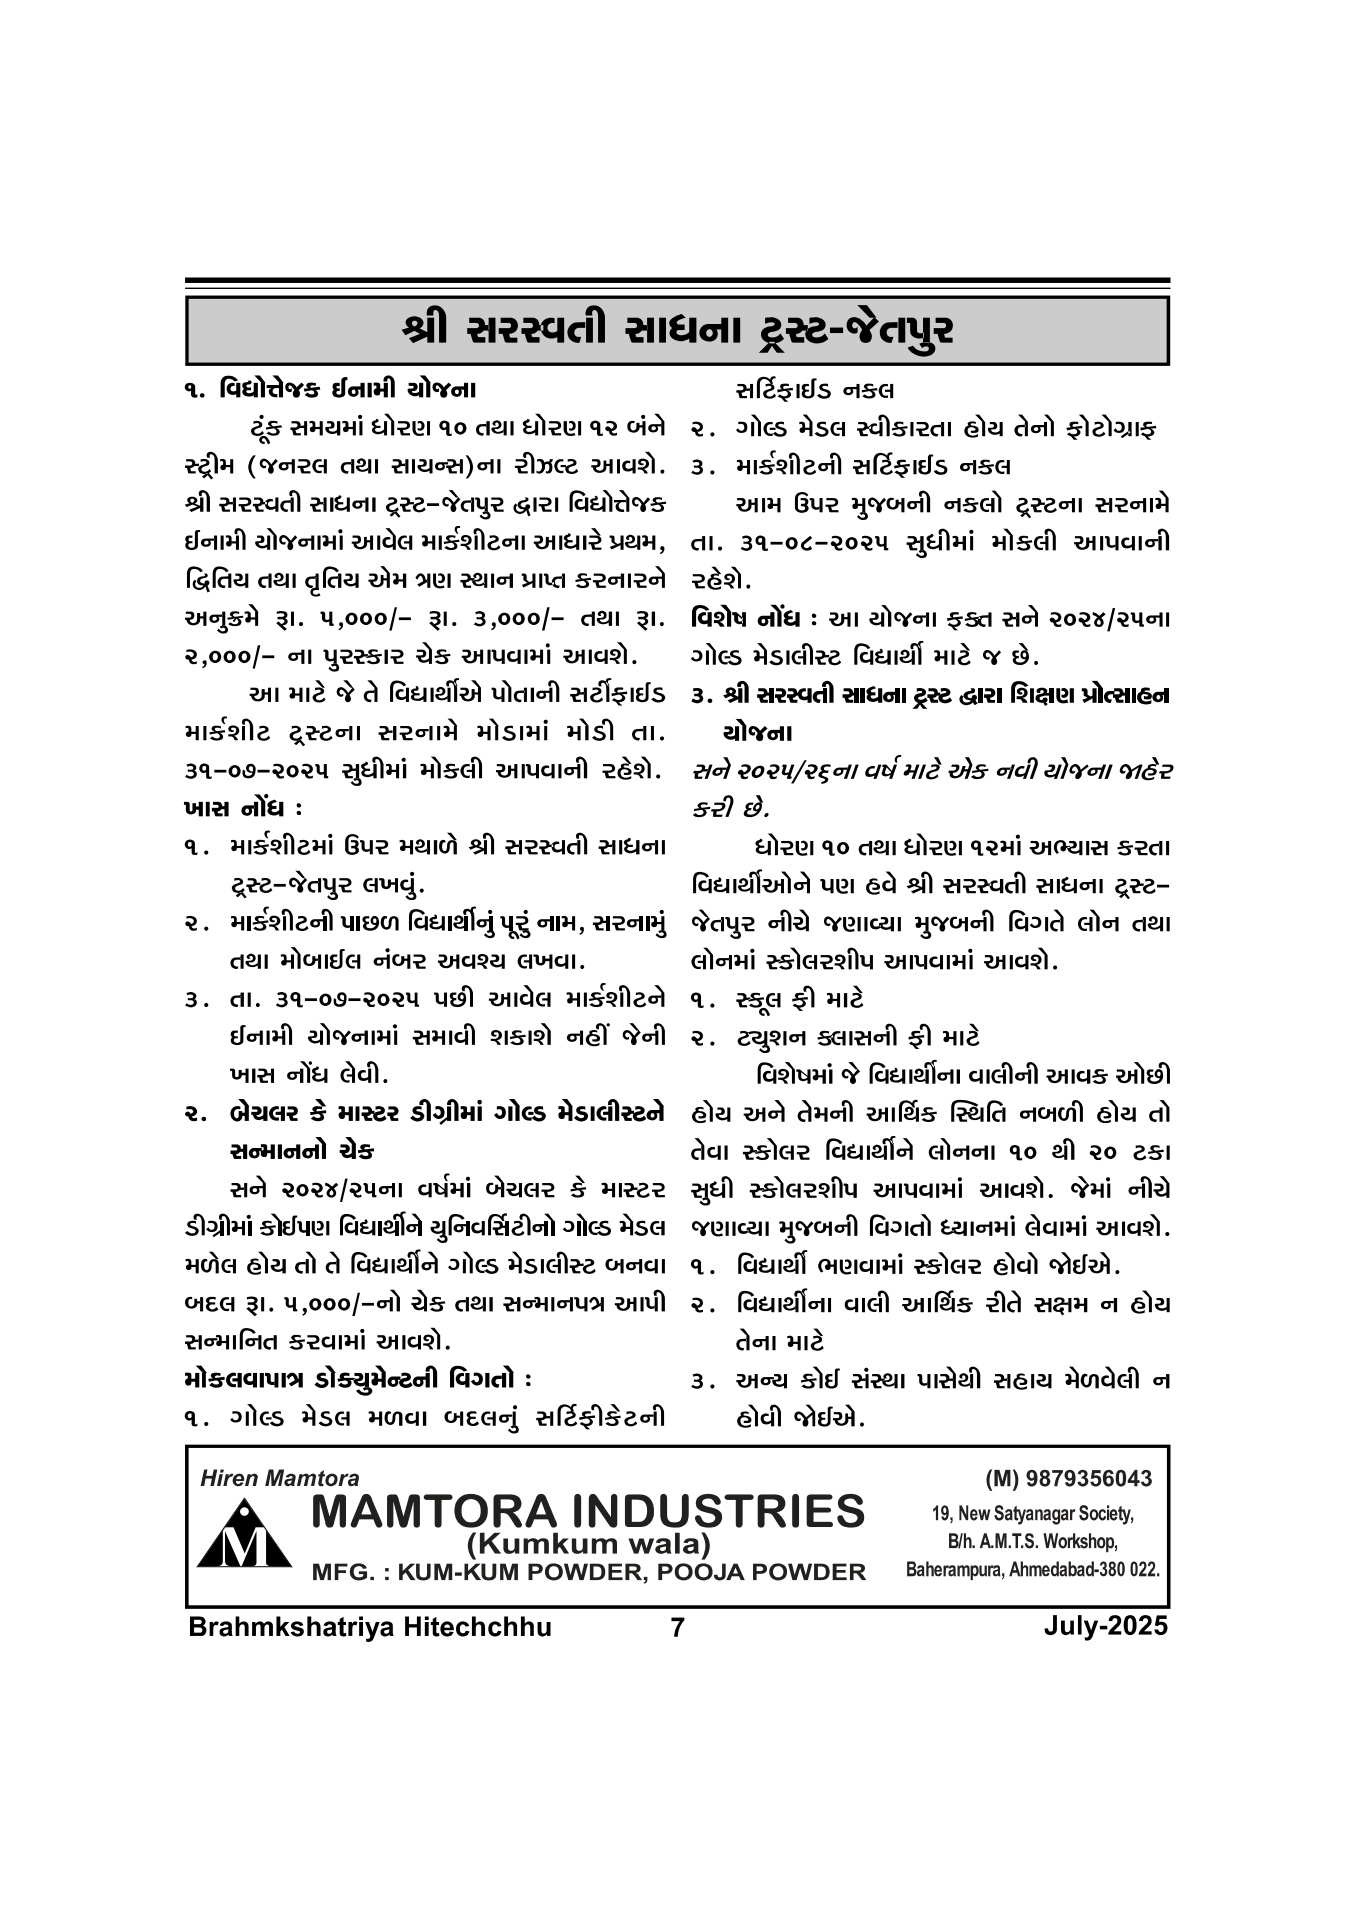 શ્રી સરસ્વતી સાધના ટ્રસ્ટ-જેતપુર
૧. વિદ્યોત્તેજક ઈનામી યોજના
ટૂંક સમયમાં ધોરણ ૧૦ તથા ધોરણ ૧૨ બંને
સ્ટ્રીમ (જનરલ તથા સાયન્સ)ના રીઝલ્ટ આવશે.
શ્રી સરસ્વતી સાધના ટ્રસ્ટ-જેતપુર દ્વારા વિદ્યોત્તેજક
ઈનામી યોજનામાં આવેલ માર્કશીટના આધારે પ્રથમ,
દ્વિતિય તથા તૃતિય એમ ત્રણ સ્થાન પ્રાપ્ત કરનારને
અનુક્રમે રૂા. ૫,૦૦૦/- રૂા. ૩,૦૦૦/- તથા રૂા.
૨,૦૦૦/- ના પુરસ્કાર ચેક આપવામાં આવશે.
આ માટે જે તે વિદ્યાર્થીએ પોતાની સર્ટીફાઈડ
માર્કશીટ ટ્રસ્ટના સરનામે મોડામાં મોડી તા.
૩૧-૦૭-૨૦૨૫ સુધીમાં મોકલી આપવાની રહેશે.
ખાસ નોંધ :
૧. માર્કશીટમાં ઉપર મથાળે શ્રી સરસ્વતી સાધના
ટ્રસ્ટ-જેતપુર લખવું.
૨. માર્કશીટની પાછળ વિદ્યાર્થીનું પૂરું નામ, સરનામું
તથા મોબાઈલ નંબર અવશ્ય લખવા.
૩. તા. ૩૧-૦૭-૨૦૨૫ પછી આવેલ માર્કશીટને
ઈનામી યોજનામાં સમાવી શકાશે નહીં જેની
ખાસ નોંધ લેવી.
૨. બેચલર કે માસ્ટર ડીગ્રીમાં ગોલ્ડ મેડાલીસ્ટને
સન્માનનો ચેક
સને ૨૦૨૪/૨૫ના વર્ષમાં બેચલર કે માસ્ટર
ડીગ્રીમાં કોઈપણ વિદ્યાર્થીને યુનિવર્સિટીનો ગોલ્ડ મેડલ
મળેલ હોય તો તે વિદ્યાર્થીને ગોલ્ડ મેડાલીસ્ટ બનવા
બદલ રૂા. ૫,૦૦૦/-નો ચેક તથા સન્માનપત્ર આપી
સન્માનિત કરવામાં આવશે.
મોકલવાપાત્ર ડોક્યુમેન્ટની વિગતો :
૧. ગોલ્ડ મેડલ મળવા બદલનું સર્ટિફીકેટની
સર્ટિફાઈડ નકલ
૨. ગોલ્ડ મેડલ સ્વીકારતા હોય તેનો ફોટોગ્રાફ
૩. માર્કશીટની સર્ટિફાઈડ નકલ
આમ ઉપર મુજબની નકલો ટ્રસ્ટના સરનામે
તા. ૩૧-૦૮-૨૦૨૫ સુધીમાં મોકલી આપવાની
રહેશે.
વિશેષ નોંધ : આ યોજના ફક્ત સને ૨૦૨૪/૨૫ના
ગોલ્ડ મેડાલીસ્ટ વિદ્યાર્થી માટે જ છે.
૩. શ્રી સરસ્વતી સાધના ટ્રસ્ટ દ્વારા શિક્ષણ પ્રોત્સાહન
યોજના
સને ૨૦૨૫/૨૬ના વર્ષ માટે એક નવી યોજના જાહેર
કરી છે.
ધોરણ ૧૦ તથા ધોરણ ૧૨માં અભ્યાસ કરતા
વિદ્યાર્થીઓને પણ હવે શ્રી સરસ્વતી સાધના ટ્રસ્ટ-
જેતપુર નીચે જણાવ્યા મુજબની વિગતે લોન તથા
લોનમાં સ્કોલરશીપ આપવામાં આવશે.
૧. સ્કૂલ ફી માટે
૨. ટ્યુશન ક્લાસની ફી માટે
વિશેષમાં જે વિદ્યાર્થીના વાલીની આવક ઓછી
હોય અને તેમની આર્થિક સ્થિતિ નબળી હોય તો
તેવા સ્કોલર વિદ્યાર્થીને લોનના ૧૦ થી ૨૦ ટકા
સુધી સ્કોલરશીપ આપવામાં આવશે. જેમાં નીચે
જણાવ્યા મુજબની વિગતો ધ્યાનમાં લેવામાં આવશે.
૧. વિદ્યાર્થી ભણવામાં સ્કોલર હોવો જોઈએ.
૨. વિદ્યાર્થીના વાલી આર્થિક રીતે સક્ષમ ન હોય
તેના માટે
૩. અન્ય કોઈ સંસ્થા પાસેથી સહાય મેળવેલી ન
હોવી જોઈએ.
Hiren Mamtora
M
MAMTORA INDUSTRIES
(Kumkum wala)
MFG. : KUM-KUM POWDER, POOJA POWDER
(M) 9879356043
19, New Satyanagar Society,
B/h. A.M.T.S. Workshop,
Baherampura, Ahmedabad-380 022.
Brahmkshatriya Hitechchhu 7 July-2025